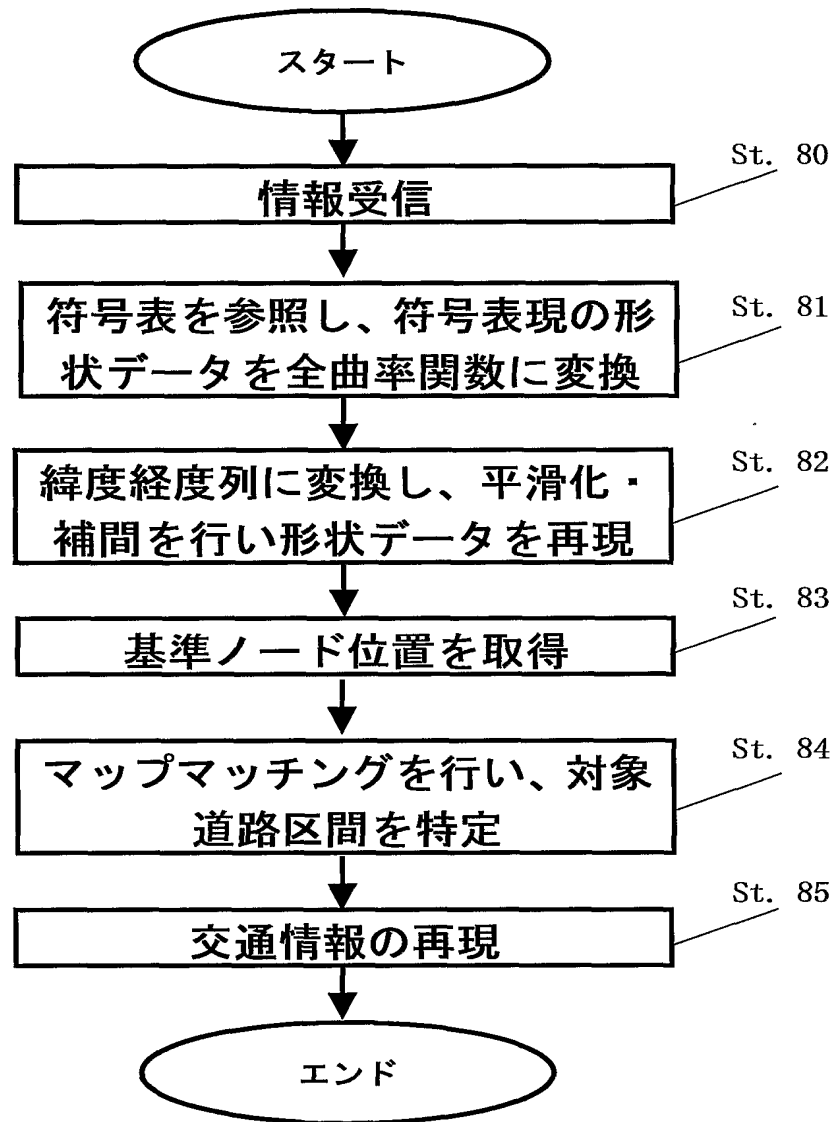 スタート
St. 80
情報受信
St. 81
符号表を参照し、符号表現の形
状データを全曲率関数に変換
St. 82
緯度経度列に変換し、平滑化・
補間を行い形状データを再現
St. 83
基準ノード位置を取得
St. 84
マップマッチングを行い、対象
道路区間を特定
St. 85
交通情報の再現
エンド